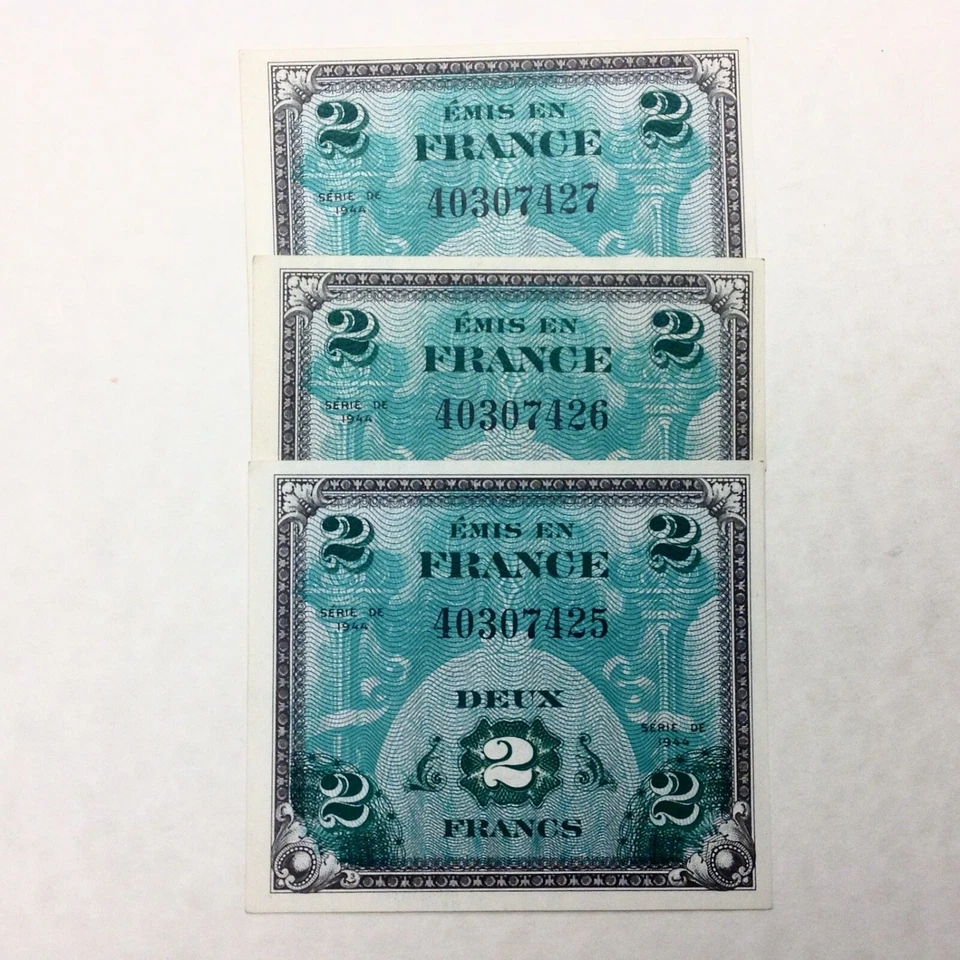 2 ÉMIS EN 2
FRANCE
SÉRIE DE 40307427
1944
2 ÉMIS EN 2
FRANCE
SÉRIE DE 40307426
1944
2 ÉMIS EN 2
FRANCE
SÉRIE DE 40307425
1944
DEUX
SÉRIE DE
1944
2
2 2
FRANCS